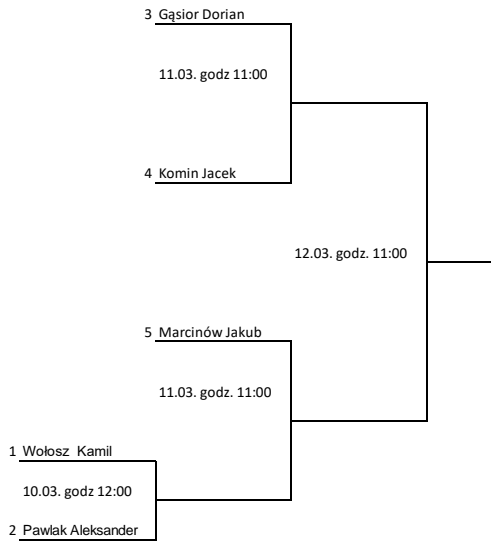 3 Gąsior Dorian
11.03. godz 11:00
4 Komin Jacek
12.03. godz. 11:00
5 Marcinów Jakub
11.03. godz. 11:00
1 Wołosz Kamil
10.03. godz 12:00
2 Pawlak Aleksander